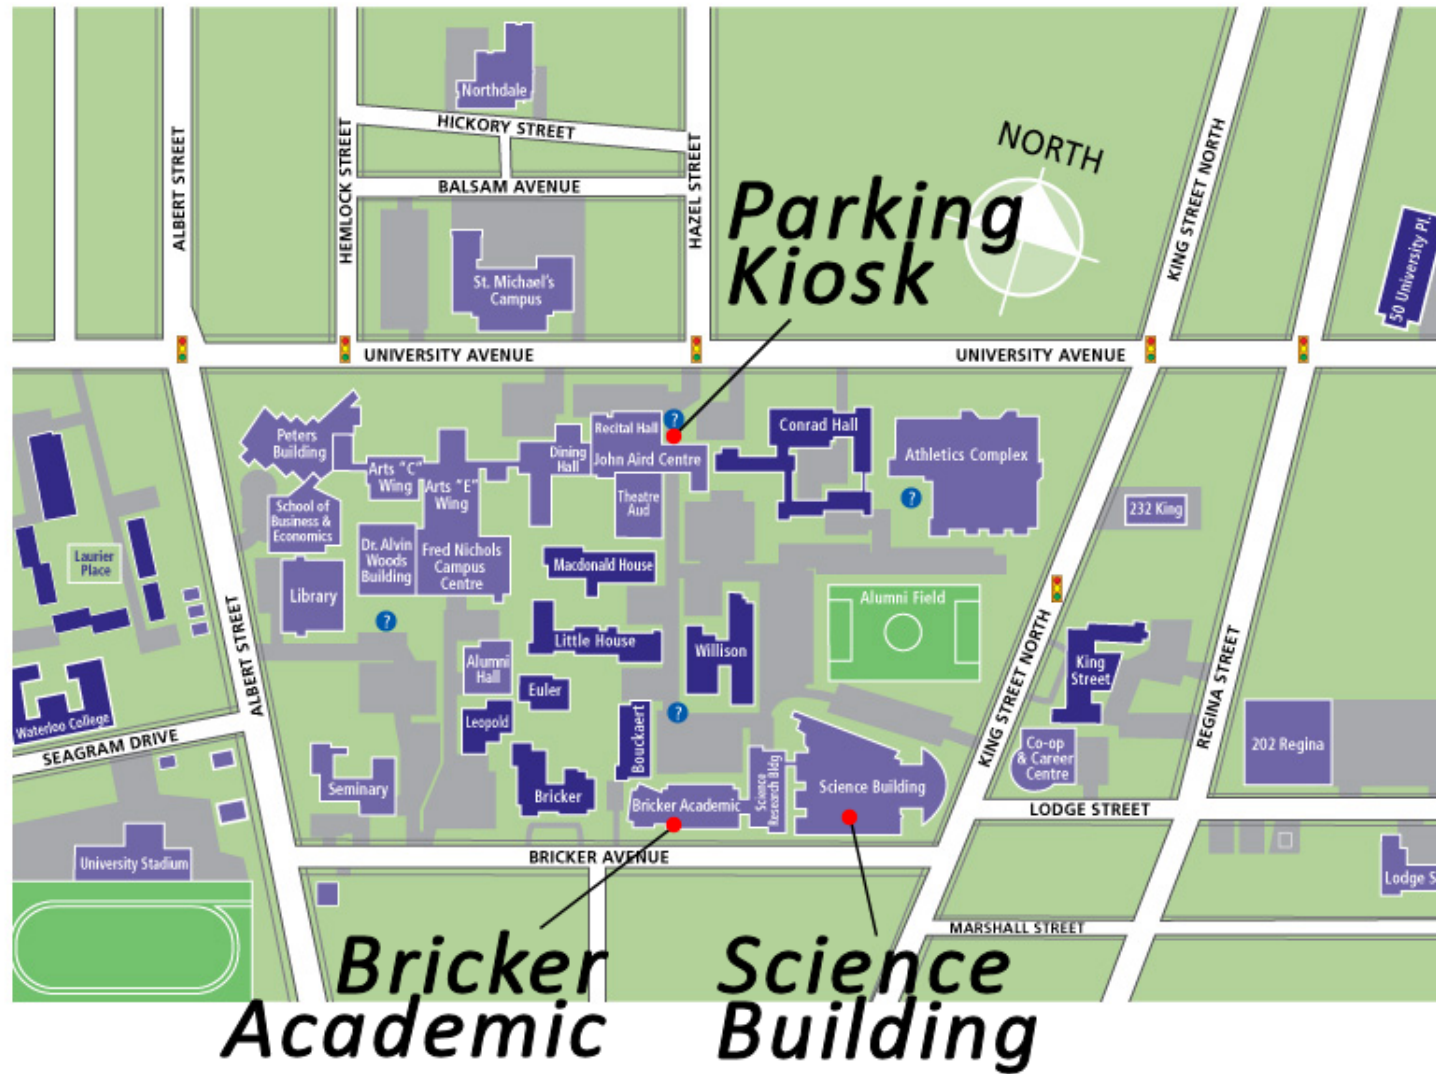 Northdale
HICKORY STREET
BALSAM AVENUE
ALBERT STREET
HEMLOCK STREET
HAZEL STREET
NORTH
KING STREET NORTH
50 University Pl.
Parking
Kiosk
St. Michael's
Campus
UNIVERSITY AVENUE
UNIVERSITY AVENUE
Peters
Building
Arts "C"
Wing
Arts "E"
Wing
Dining
Hall
Recital Hall
?
John Aird Centre
Theatre
Aud
Conrad Hall
Athletics Complex
?
232 King
School of
Business &
Economics
Dr. Alvin
Woods
Building
Fred Nichols
Campus
Centre
Library
?
Laurier
Place
Macdonald House
Alumni Field
Little House
Willison
Alumni
Hall
Euler
Leopold
Bouckaert
?
ALBERT STREET
KING STREET NORTH
King
Street
REGINA STREET
Waterloo College
SEAGRAM DRIVE
202 Regina
Co-op
& Career
Centre
Seminary
Bricker
Bricker Academic
Science
Research Bldg
Science Building
LODGE STREET
University Stadium
BRICKER AVENUE
Lodge S
MARSHALL STREET
Bricker
Academic
Science
Building